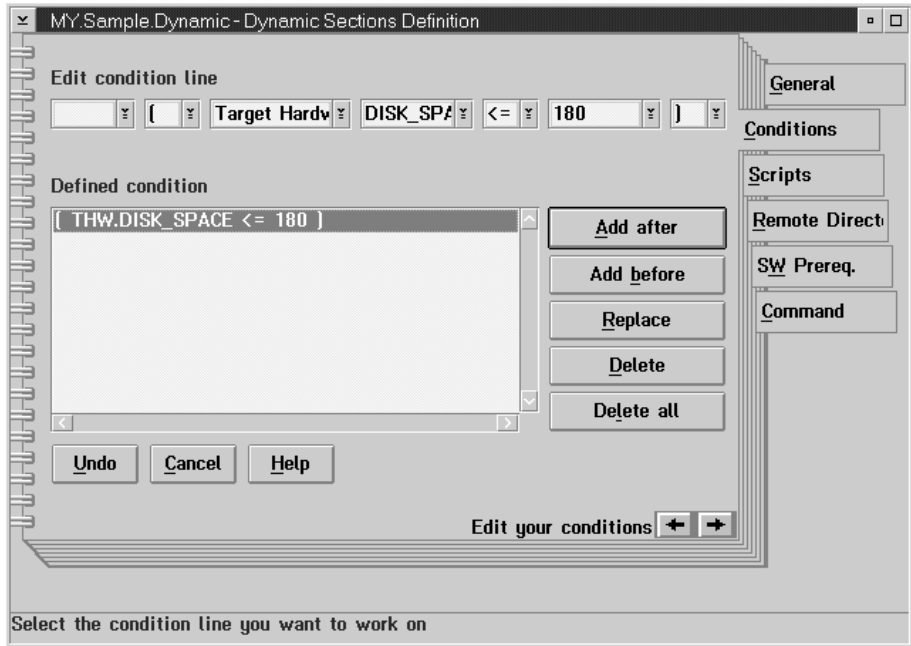 MY.Sample.Dynamic - Dynamic Sections Definition
Edit condition line
( Target Hardw DISK_SPA <= 180 )
Defined condition
( THW.DISK_SPACE <= 180 )
Add after
Add before
Replace
Delete
Delete all
Undo Cancel Help
Edit your conditions
General
Conditions
Scripts
Remote Direct
SW Prereq.
Command
Select the condition line you want to work on